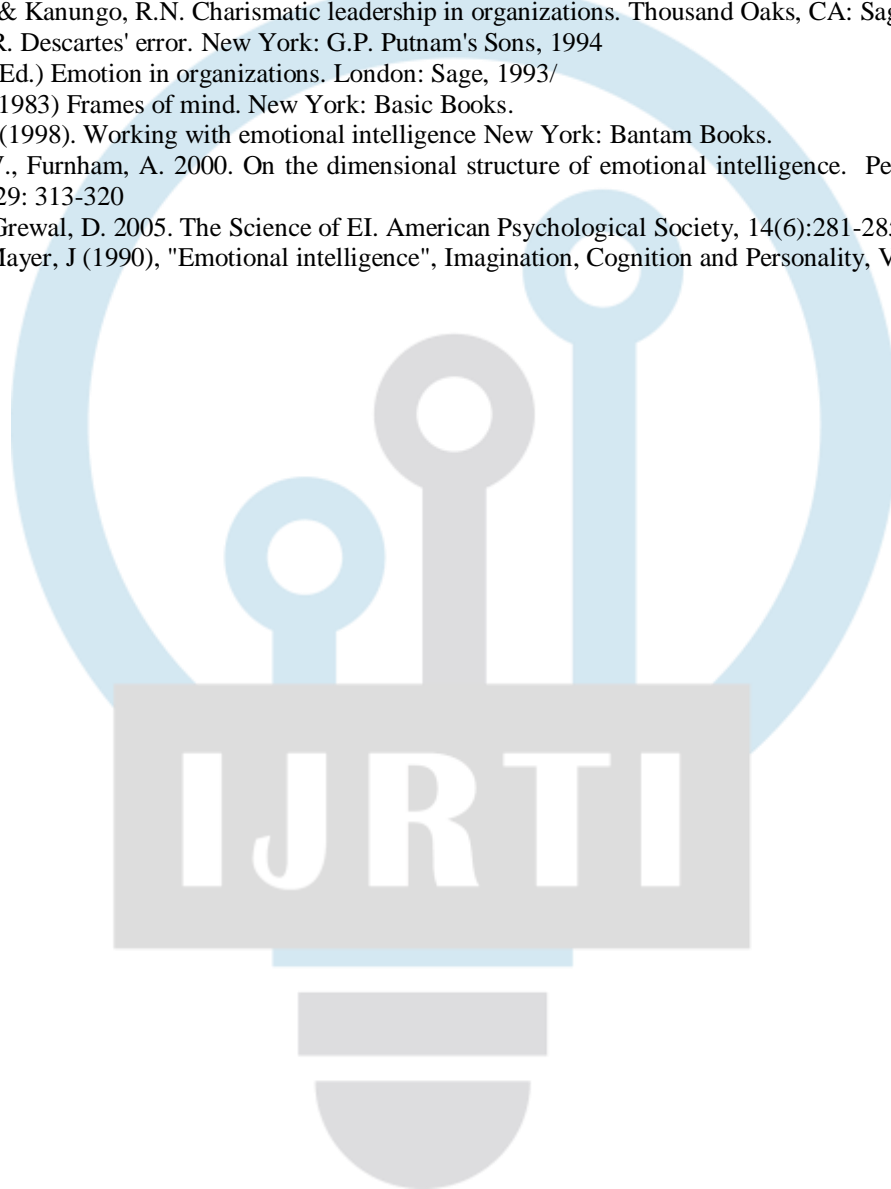 & Kanungo, R.N. Charismatic leadership in organizations. Thousand Oaks, CA: Sag
R. Descartes' error. New York: G.P. Putnam's Sons, 1994
Ed.) Emotion in organizations. London: Sage, 1993/
1983) Frames of mind. New York: Basic Books.
(1998). Working with emotional intelligence New York: Bantam Books.
V., Furnham, A. 2000. On the dimensional structure of emotional intelligence. Pe
29: 313-320
Grewal, D. 2005. The Science of EI. American Psychological Society, 14(6):281-285
Mayer, J (1990), "Emotional intelligence", Imagination, Cognition and Personality, V
IJRTI